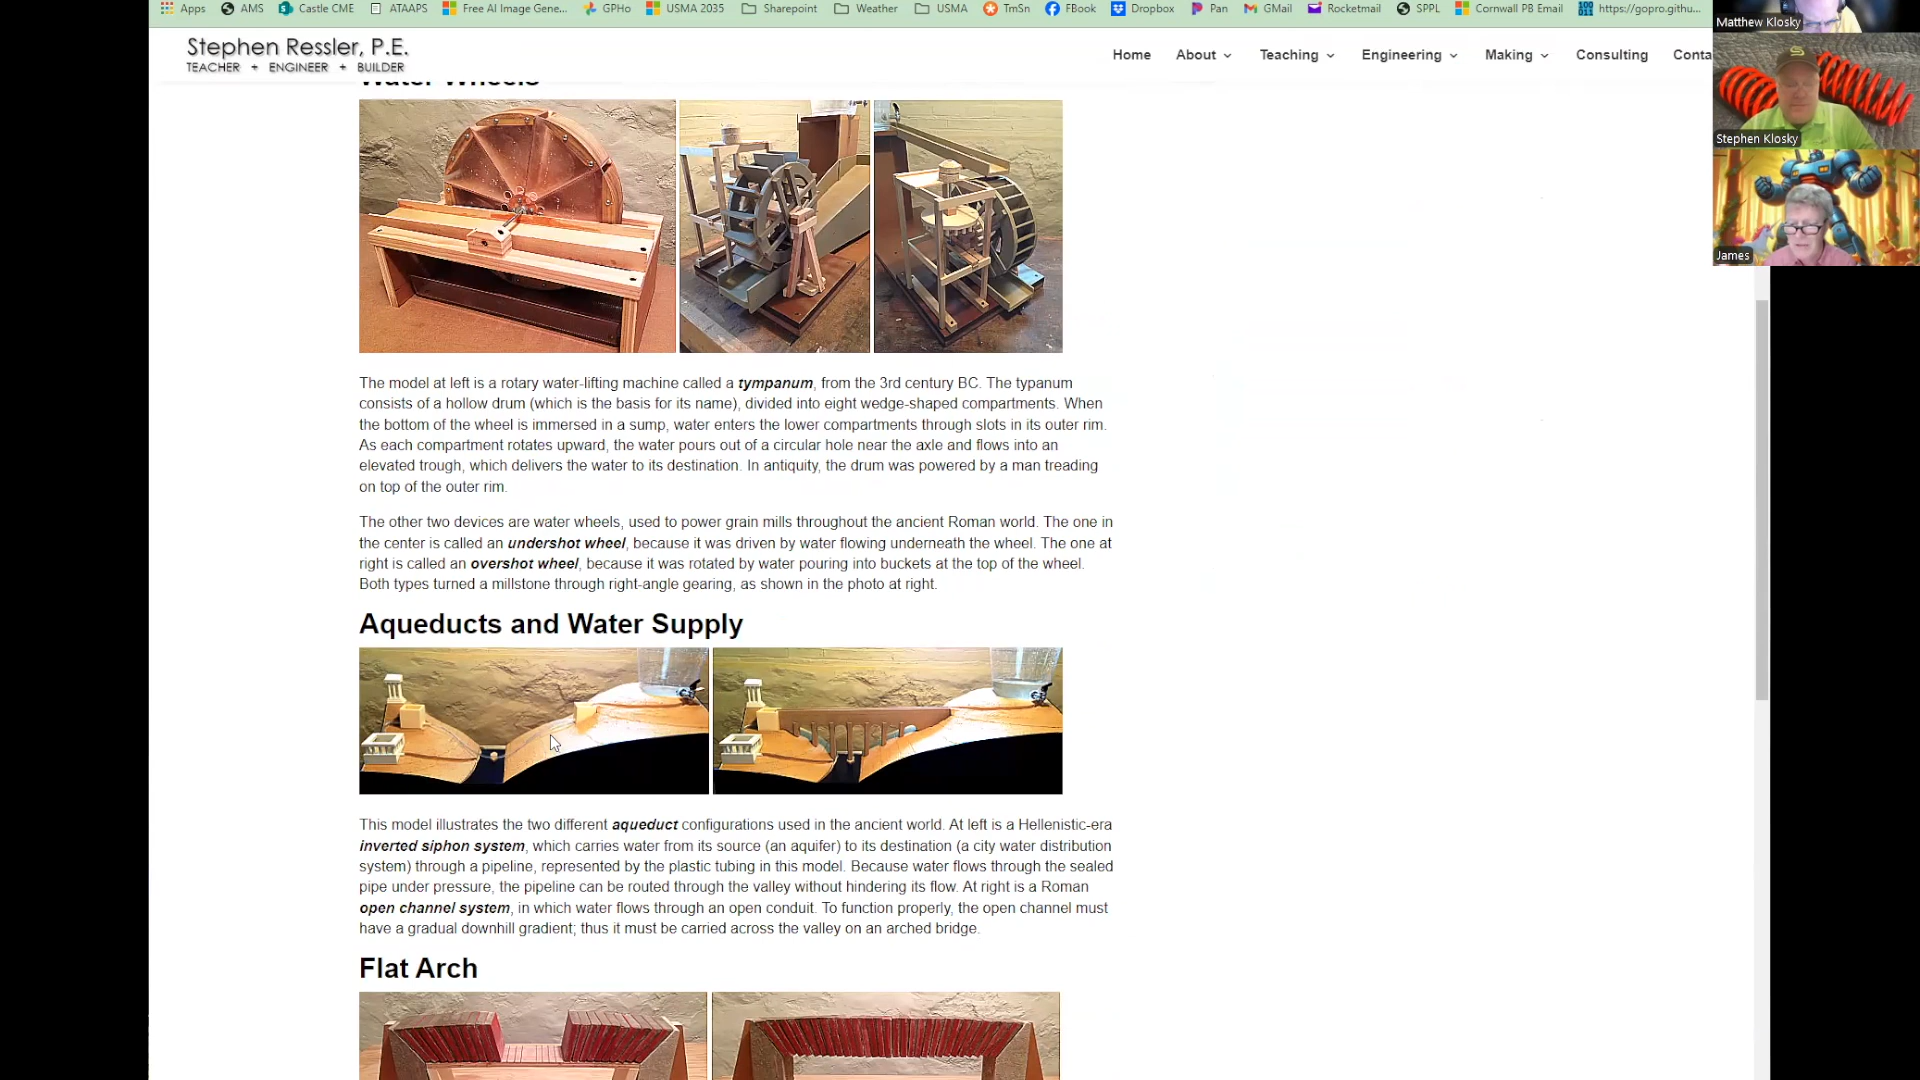 Apps AMS Castle CME ATAAPS Free AI Image Gene... GPHo USMA 2035 Sharepoint Weather USMA TmSn FBook Dropbox Pan GMail Rocketmail SPPL Cornwall PB Email https://gopro.githu...
Matthew Klosky
Stephen Ressler, P.E.
TEACHER + ENGINEER + BUILDER
Home About Teaching Engineering Making Consulting Conta
Water Wheels
Stephen Klosky
James
The model at left is a rotary water-lifting machine called a tympanum, from the 3rd century BC. The typanum
consists of a hollow drum (which is the basis for its name), divided into eight wedge-shaped compartments. When
the bottom of the wheel is immersed in a sump, water enters the lower compartments through slots in its outer rim.
As each compartment rotates upward, the water pours out of a circular hole near the axle and flows into an
elevated trough, which delivers the water to its destination. In antiquity, the drum was powered by a man treading
on top of the outer rim.
The other two devices are water wheels, used to power grain mills throughout the ancient Roman world. The one in
the center is called an undershot wheel, because it was driven by water flowing underneath the wheel. The one at
right is called an overshot wheel, because it was rotated by water pouring into buckets at the top of the wheel.
Both types turned a millstone through right-angle gearing, as shown in the photo at right.
Aqueducts and Water Supply
This model illustrates the two different aqueduct configurations used in the ancient world. At left is a Hellenistic-era
inverted siphon system, which carries water from its source (an aquifer) to its destination (a city water distribution
system) through a pipeline, represented by the plastic tubing in this model. Because water flows through the sealed
pipe under pressure, the pipeline can be routed through the valley without hindering its flow. At right is a Roman
open channel system, in which water flows through an open conduit. To function properly, the open channel must
have a gradual downhill gradient; thus it must be carried across the valley on an arched bridge.
Flat Arch